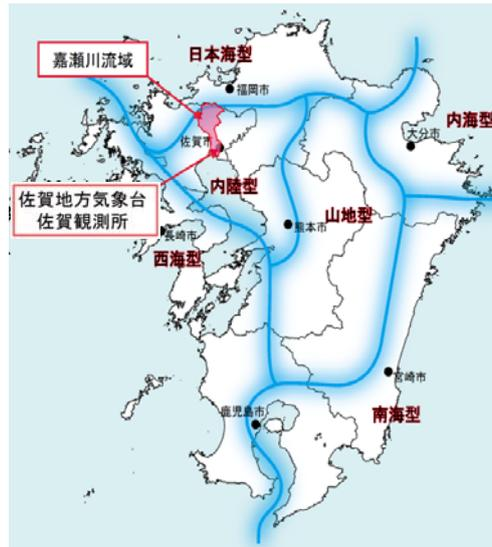 日本海型
嘉瀬川流域
福岡市
内海型
大分市
佐賀市
内陸型
佐賀地方気象台
佐賀観測所
山地型
熊本市
長崎市
西海型
宮崎市
鹿児島市
南海型